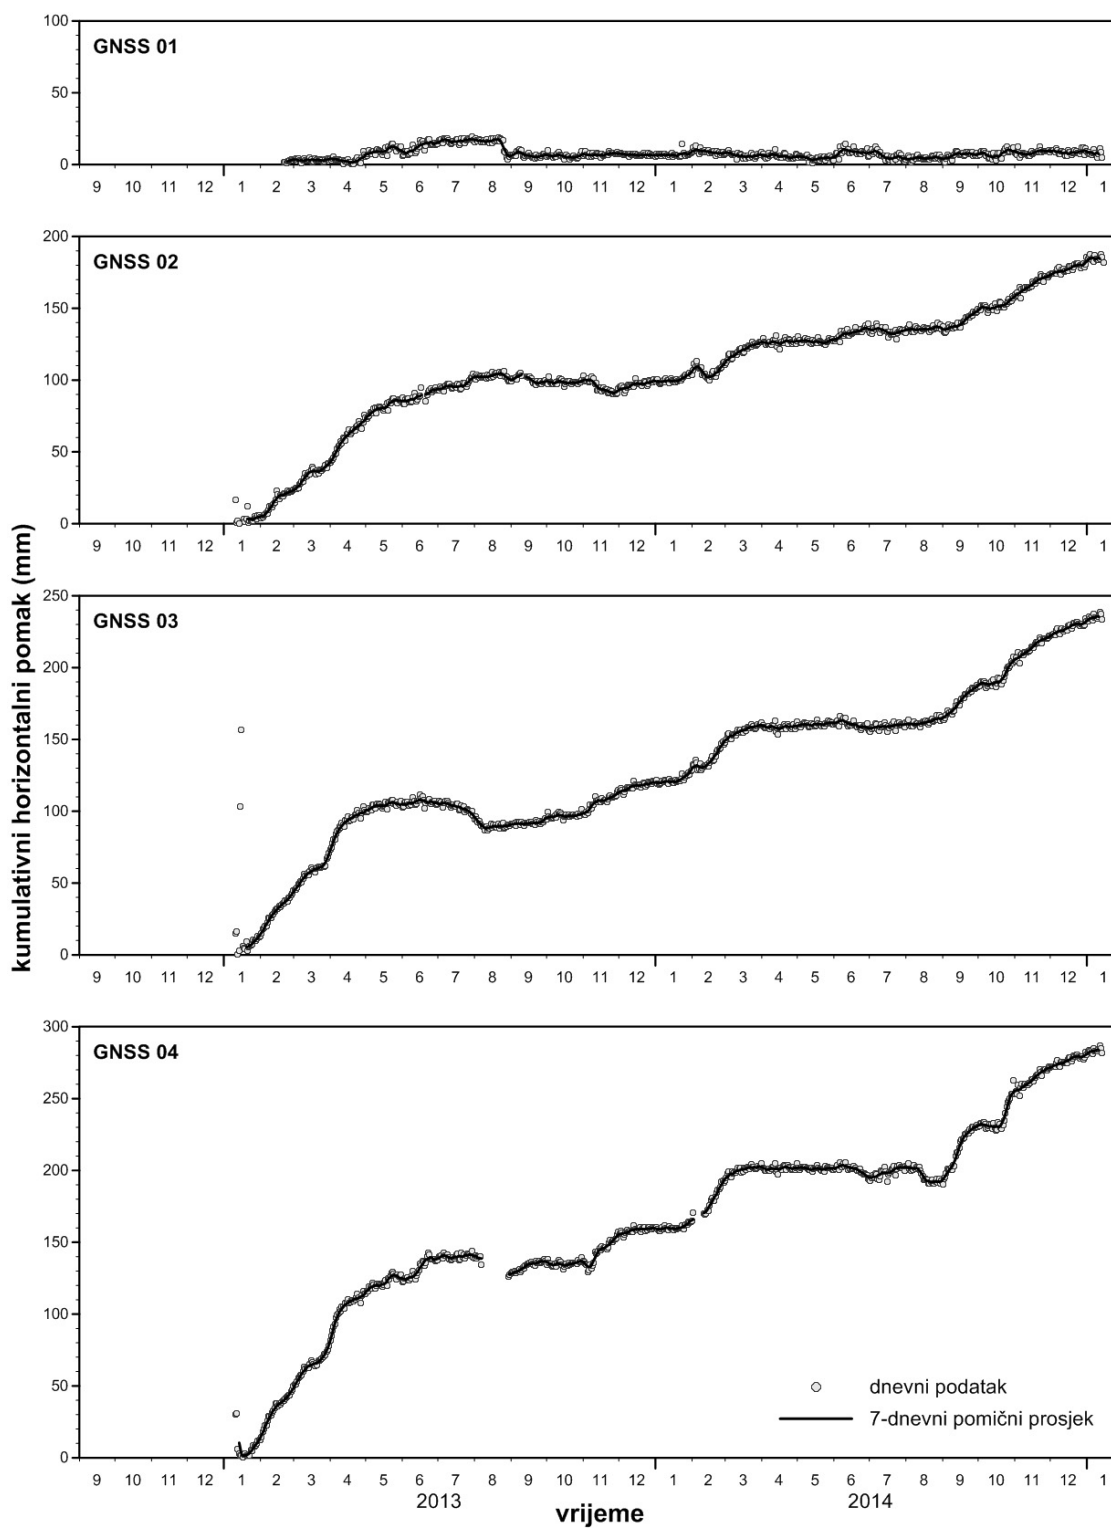 GNSS 01
100
50
0
9 10 11 12 1 2 3 4 5 6 7 8 9 10 11 12 1 2 3 4 5 6 7 8 9 10 11 12 1
GNSS 02
200
150
100
50
0
9 10 11 12 1 2 3 4 5 6 7 8 9 10 11 12 1 2 3 4 5 6 7 8 9 10 11 12 1
kumulativni horizontalni pomak (mm)
GNSS 03
250
200
150
100
50
0
9 10 11 12 1 2 3 4 5 6 7 8 9 10 11 12 1 2 3 4 5 6 7 8 9 10 11 12 1
GNSS 04
300
250
200
150
100
50
0
dnevni podatak
7-dnevni pomični prosjek
9 10 11 12 1 2 3 4 5 6 7 8 9 10 11 12 1 2 3 4 5 6 7 8 9 10 11 12 1
2013 2014
vrijeme